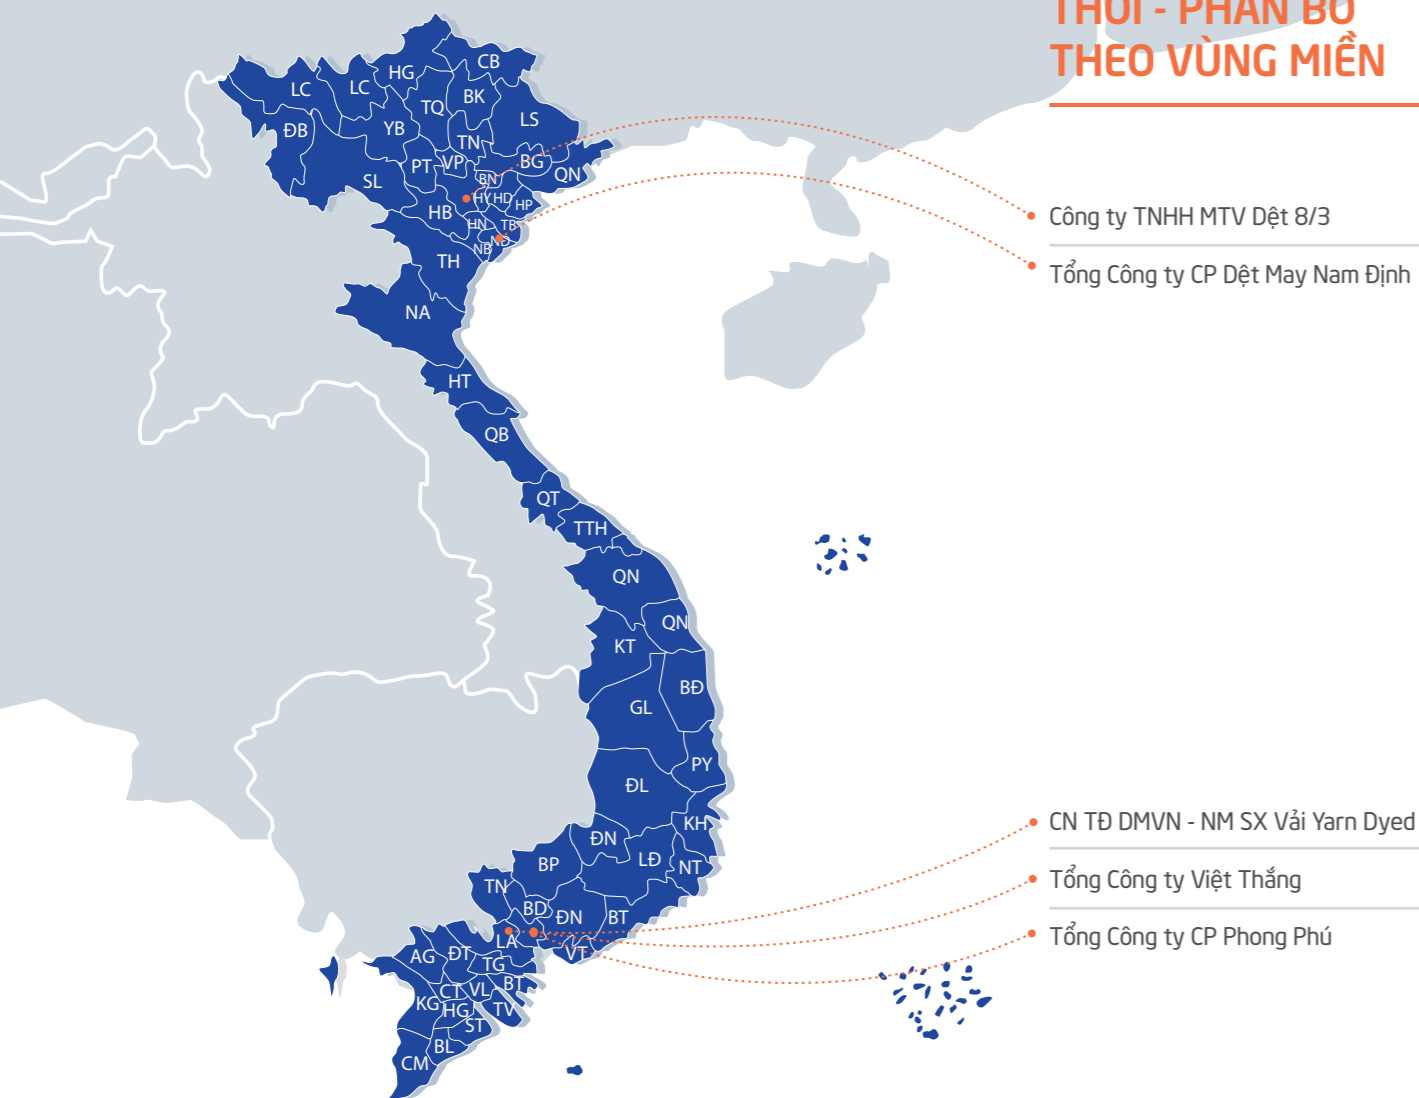 THOI - PHÂN BỐ
THEO VÙNG MIỀN
CB
HG
LC
LC
BK
TQ
LS
ĐB
YB
TN
BG
VP
PT
QN
BN
SL
HY
HD
HP
HB
HN
TB
NĐ
NB
TH
NA
HT
QB
QT
TTH
QN
QN
KT
BĐ
GL
PY
ĐL
KH
ĐN
LĐ
BP
NT
TN
BD
ĐN
BT
LA
VT
AG
ĐT
TG
BT
CT
VL
KG
HG
TV
ST
BL
CM
Công ty TNHH MTV Dệt 8/3
Tổng Công ty CP Dệt May Nam Định
CN TĐ DMVN - NM SX Vải Yarn Dyed
Tổng Công ty Việt Thắng
Tổng Công ty CP Phong Phú